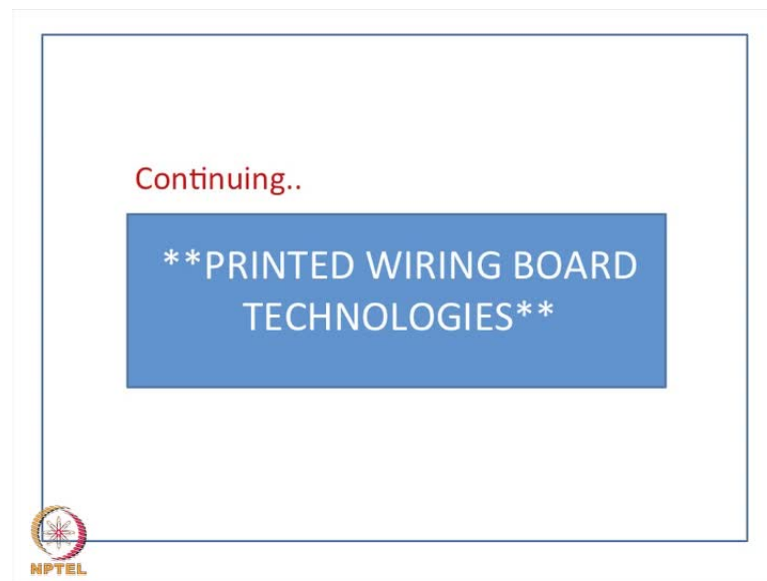 Continuing..
**PRINTED WIRING BOARD
TECHNOLOGIES**
NPTEL